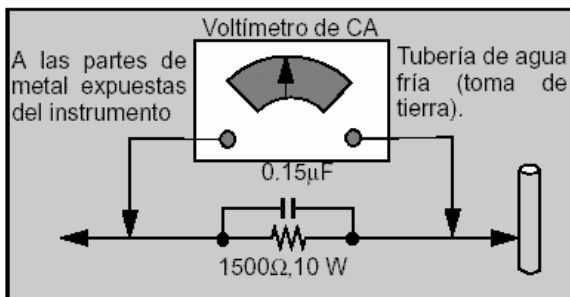 Voltímetro de CA
A las partes de
metal expuestas
del instrumento
Tubería de agua
fría (toma de
tierra).
0.15µF
1500Ω,10 W